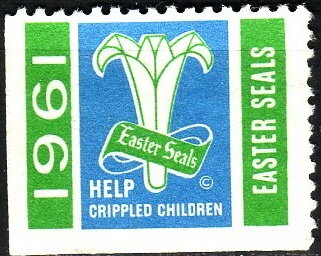 1961
Easter Seals
HELP ©
CRIPPLED CHILDREN
EASTER SEALS